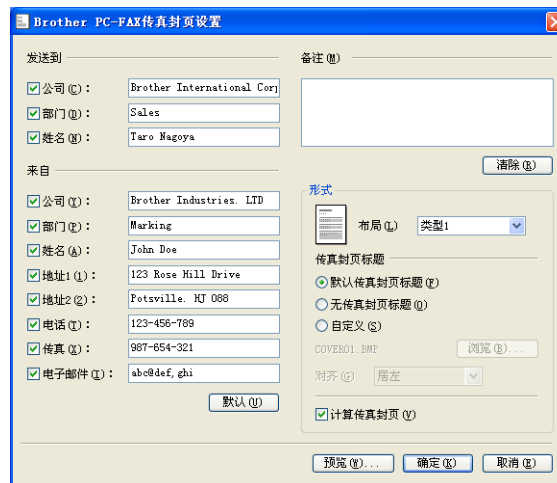 Brother PC-FAX传真封页设置
发送到
公司(C)： Brother International Corp
部门(D)： Sales
姓名(N)： Taro Nagoya
来自
公司(Y)： Brother Industries. LTD
部门(P)： Marking
姓名(A)： John Doe
地址1(1)： 123 Rose Hill Drive
地址2(2)： Potsville. HJ 088
电话(T)： 123-456-789
传真(X)： 987-654-321
电子邮件(I)： abc@def,ghi
默认(U)
备注(M)
清除(R)
形式
布局(L) 类型1
传真封页标题
默认传真封页标题(F)
无传真封页标题(O)
自定义(S)
COVER01.BMP 浏览(B)...
对齐(G) 居左
计算传真封页(V)
预览(W)... 确定(K) 取消(E)